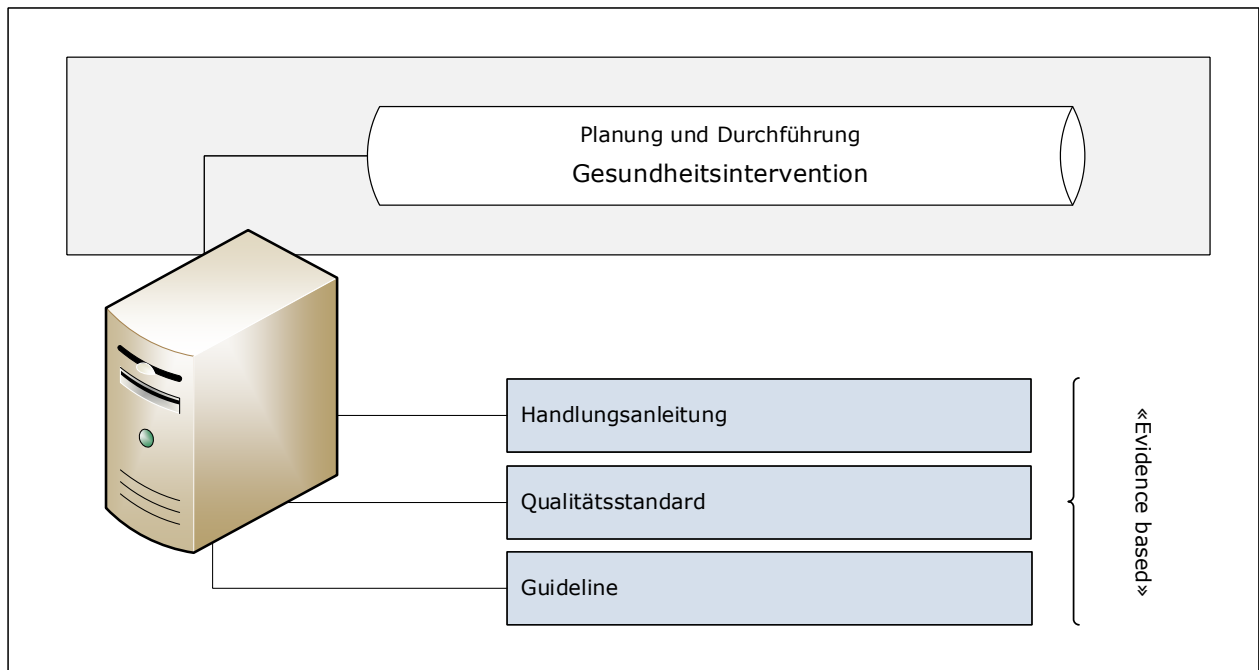 Planung und Durchführung
Gesundheitsintervention
Handlungsanleitung
Qualitätsstandard
Guideline
«Evidence based»